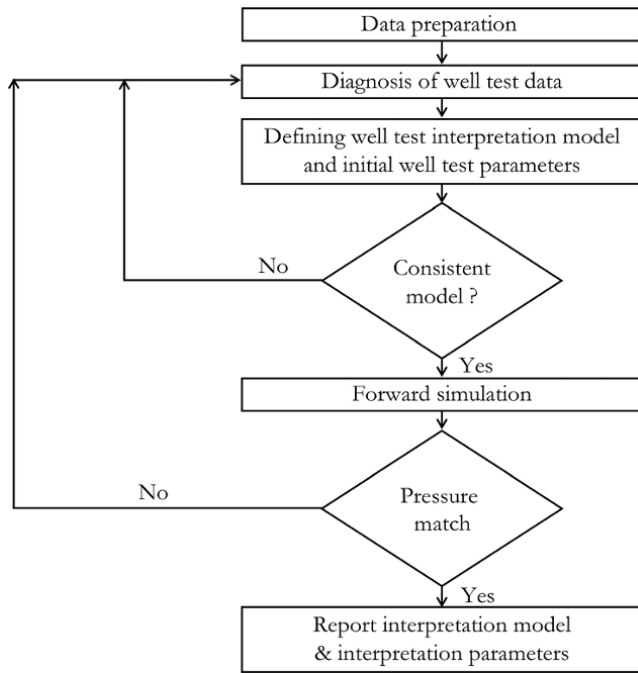 Data preparation
Diagnosis of well test data
Defining well test interpretation model
and initial well test parameters
No
Consistent
model ?
Yes
Forward simulation
No
Pressure
match
Yes
Report interpretation model
& interpretation parameters